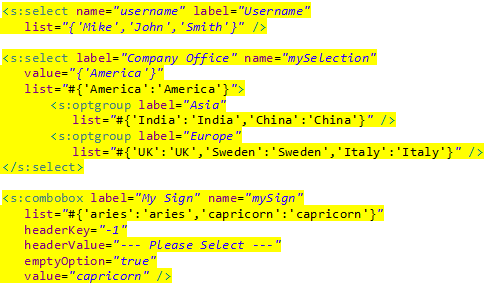 <s:select name="username" label="Username"
list="{'Mike','John','Smith'}" />
<s:select label="Company Office" name="mySelection"
value="{'America'}"
list="#{'America':'America'}">
<s:optgroup label="Asia"
list="#{'India':'India','China':'China'}" />
<s:optgroup label="Europe"
list="#{'UK':'UK','Sweden':'Sweden','Italy':'Italy'}" />
</s:select>
<s:combobox label="My Sign" name="mySign"
list="#{'aries':'aries','capricorn':'capricorn'}"
headerKey="-1"
headerValue="--- Please Select ---"
emptyOption="true"
value="capricorn" />